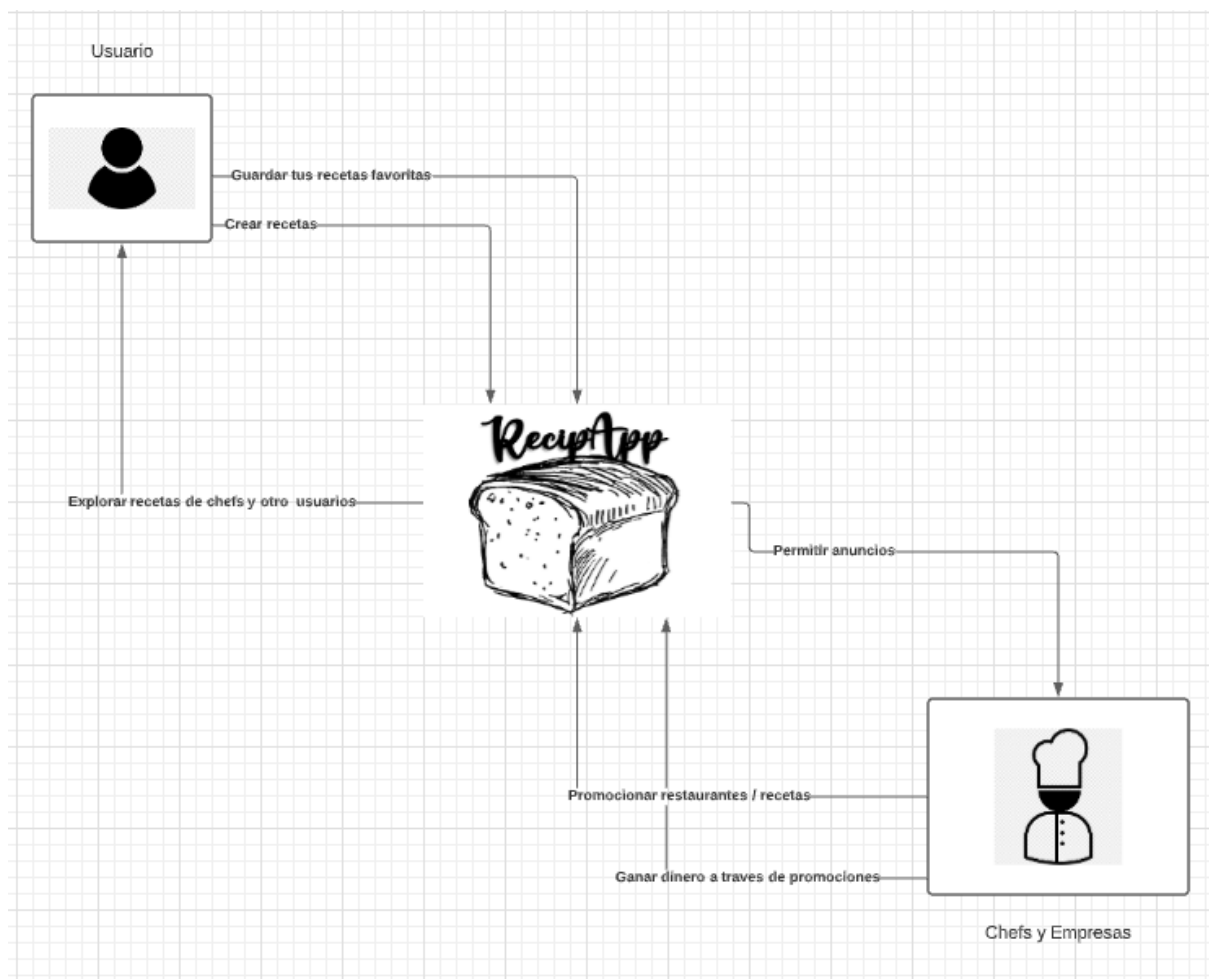 Usuario
Guardar tus recetas favoritas
Crear recetas
RecipApp
Explorar recetas de chefs y otro usuarios
Permitir anuncios
Promocionar restaurantes / recetas
Ganar dinero a traves de promociones
Chefs y Empresas